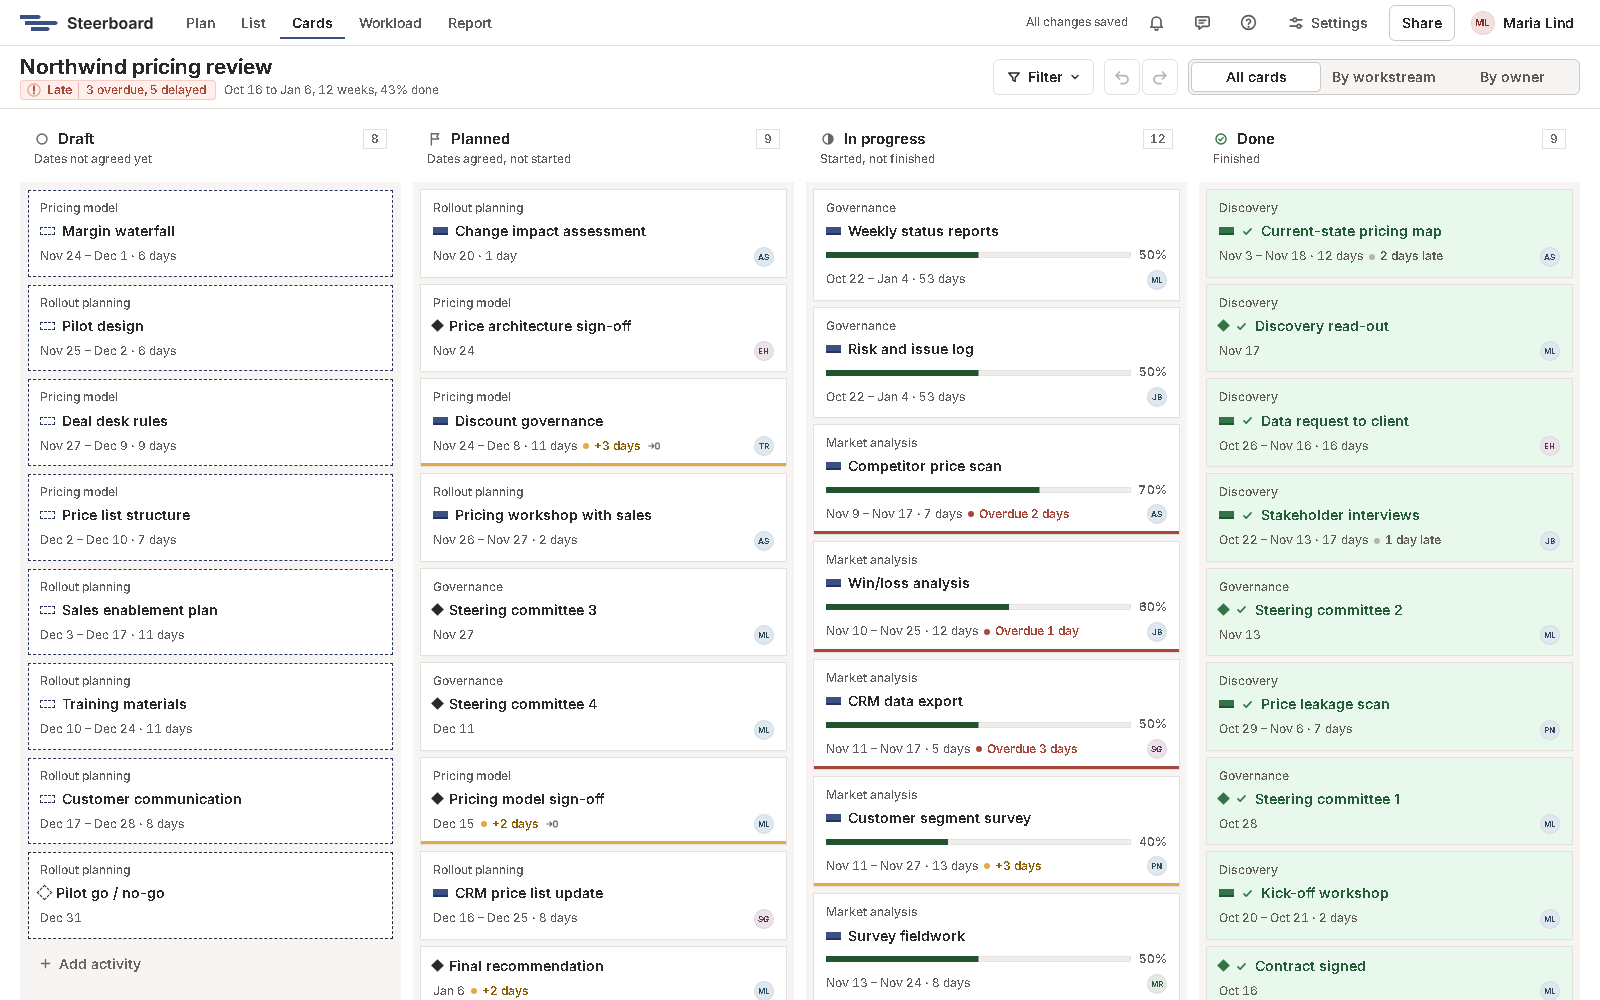 Steerboard
Plan
List
Cards
Workload
Report
All changes saved
Settings
Share
ML
Maria Lind
Northwind pricing review
Late
3 overdue, 5 delayed
Oct 16 to Jan 6, 12 weeks, 43% done
Filter
All cards
By workstream
By owner
Draft
8
Dates not agreed yet
Pricing model
Margin waterfall
Nov 24 – Dec 1 · 6 days
Rollout planning
Pilot design
Nov 25 – Dec 2 · 6 days
Pricing model
Deal desk rules
Nov 27 – Dec 9 · 9 days
Pricing model
Price list structure
Dec 2 – Dec 10 · 7 days
Rollout planning
Sales enablement plan
Dec 3 – Dec 17 · 11 days
Rollout planning
Training materials
Dec 10 – Dec 24 · 11 days
Rollout planning
Customer communication
Dec 17 – Dec 28 · 8 days
Rollout planning
Pilot go / no-go
Dec 31
Add activity
Planned
9
Dates agreed, not started
Rollout planning
Change impact assessment
Nov 20 · 1 day
AS
Pricing model
Price architecture sign-off
Nov 24
EH
Pricing model
Discount governance
Nov 24 – Dec 8 · 11 days
+3 days
TR
Rollout planning
Pricing workshop with sales
Nov 26 – Nov 27 · 2 days
AS
Governance
Steering committee 3
Nov 27
ML
Governance
Steering committee 4
Dec 11
ML
Pricing model
Pricing model sign-off
Dec 15
+2 days
ML
Rollout planning
CRM price list update
Dec 16 – Dec 25 · 8 days
SG
Final recommendation
Jan 6
+2 days
ML
In progress
12
Started, not finished
Governance
Weekly status reports
50%
Oct 22 – Jan 4 · 53 days
ML
Governance
Risk and issue log
50%
Oct 22 – Jan 4 · 53 days
JB
Market analysis
Competitor price scan
70%
Nov 9 – Nov 17 · 7 days
Overdue 2 days
AS
Market analysis
Win/loss analysis
60%
Nov 10 – Nov 25 · 12 days
Overdue 1 day
JB
Market analysis
CRM data export
50%
Nov 11 – Nov 17 · 5 days
Overdue 3 days
SG
Market analysis
Customer segment survey
40%
Nov 11 – Nov 27 · 13 days
+3 days
PN
Market analysis
Survey fieldwork
50%
Nov 13 – Nov 24 · 8 days
MR
Done
9
Finished
Discovery
Current-state pricing map
Nov 3 – Nov 18 · 12 days
2 days late
AS
Discovery
Discovery read-out
Nov 17
ML
Discovery
Data request to client
Oct 26 – Nov 16 · 16 days
EH
Discovery
Stakeholder interviews
Oct 22 – Nov 13 · 17 days
1 day late
JB
Governance
Steering committee 2
Nov 13
ML
Discovery
Price leakage scan
Oct 29 – Nov 6 · 7 days
PN
Governance
Steering committee 1
Oct 28
ML
Discovery
Kick-off workshop
Oct 20 – Oct 21 · 2 days
ML
Contract signed
Oct 16
ML